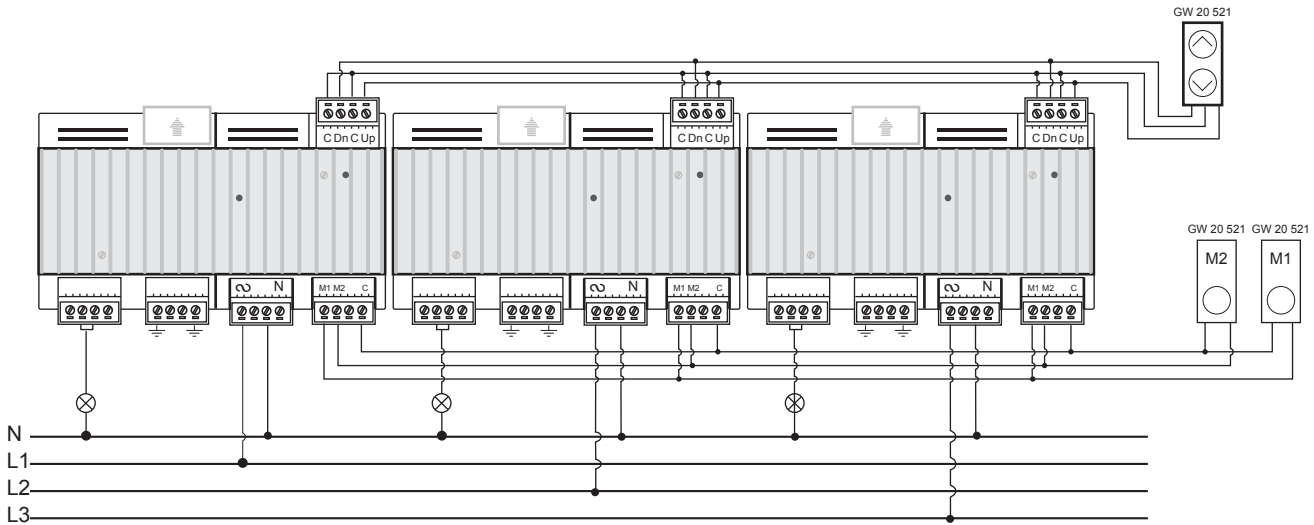 GW 20 521
C Dn C Up
C Dn C Up
C Dn C Up
GW 20 521 GW 20 521
M2 M1
N
M1 M2 C
N
M1 M2 C
N
M1 M2 C
N
L1
L2
L3